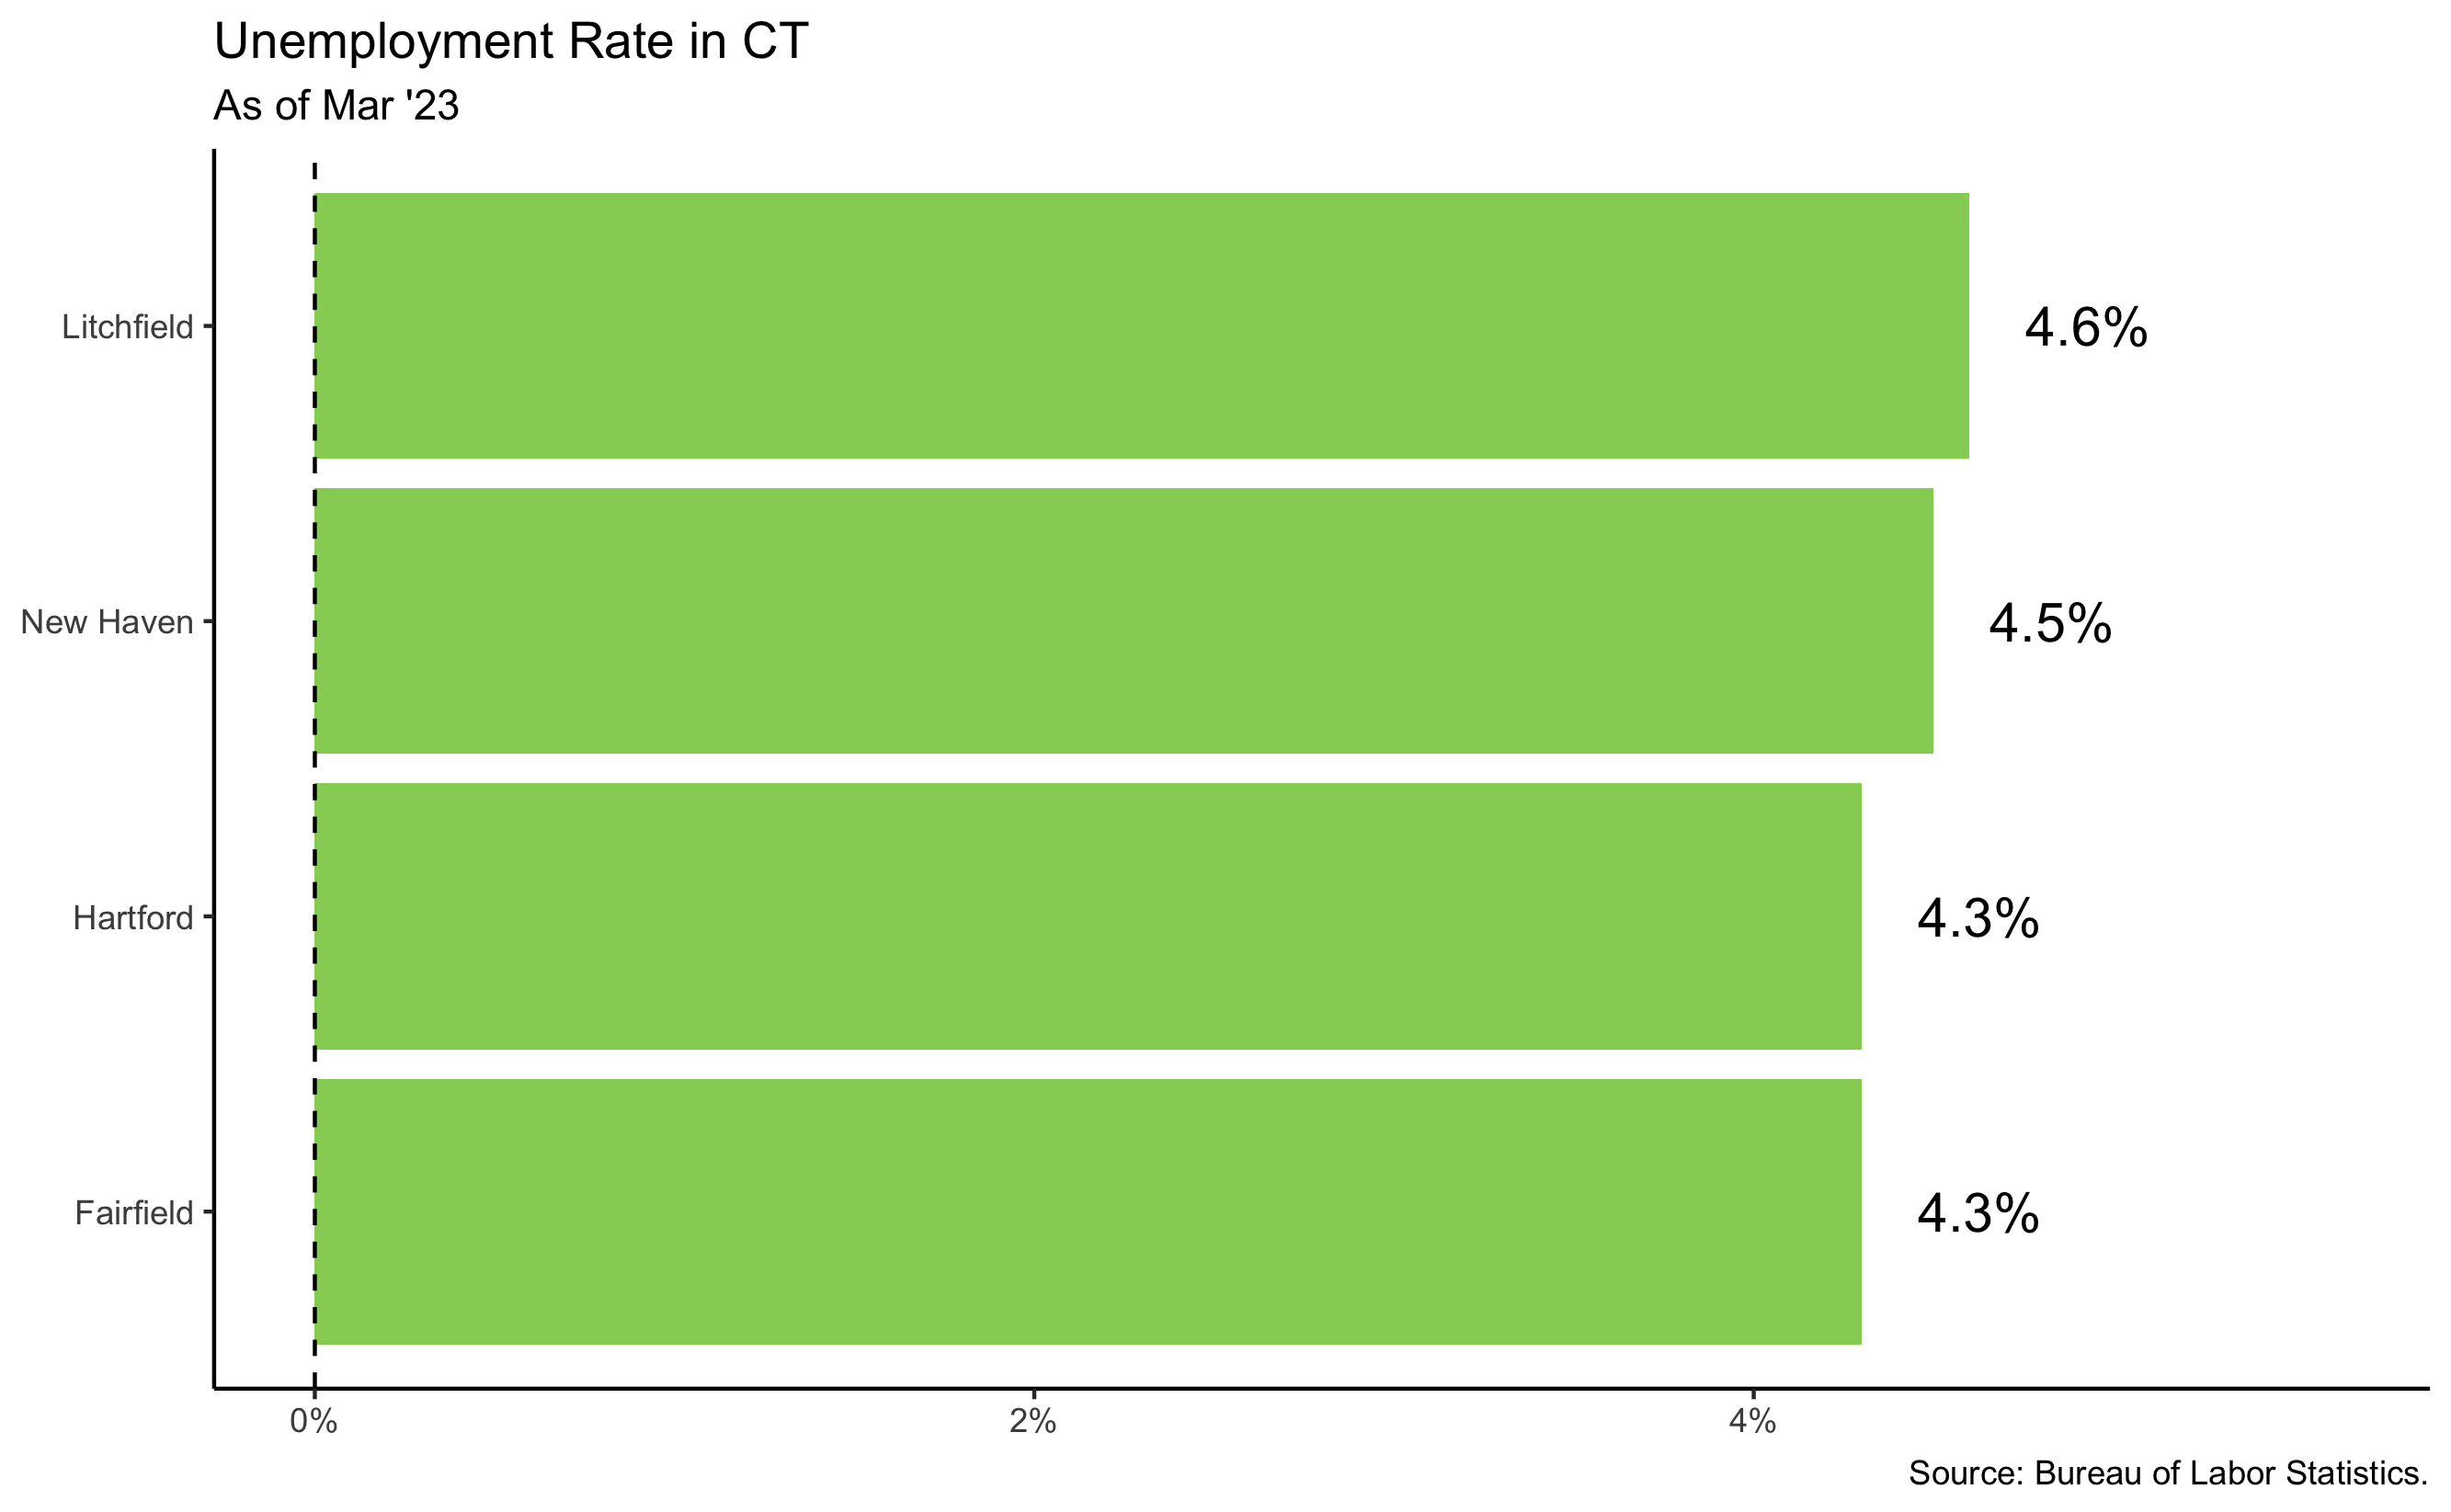 Unemployment Rate in CT
As of Mar '23
Litchfield
4.6%
New Haven
4.5%
Hartford
4.3%
Fairfield
4.3%
0%
2%
4%
Source: Bureau of Labor Statistics.